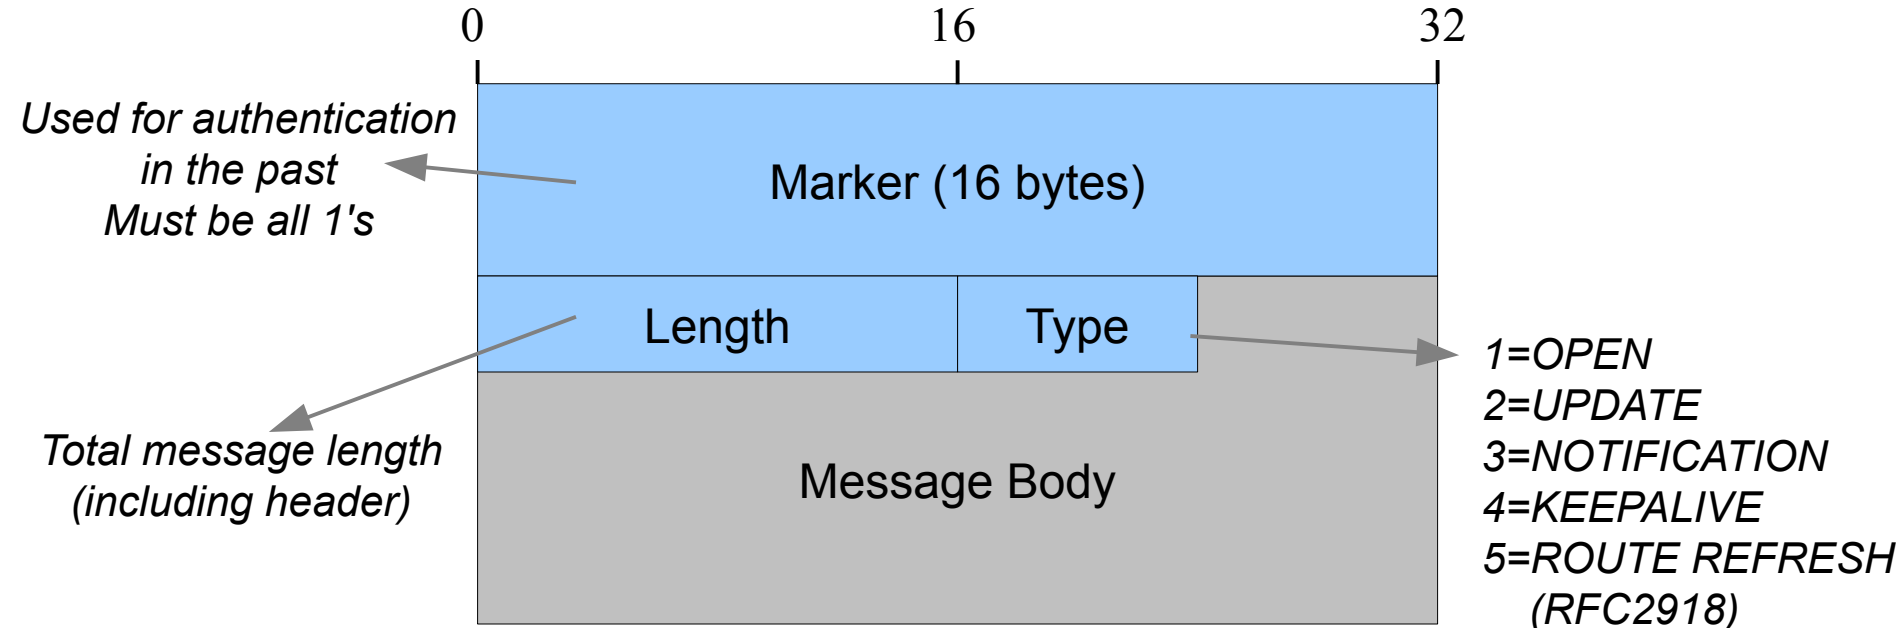 0
16
32
Used for authentication
in the past
Must be all 1's
Marker (16 bytes)
Length
Type
Total message length
(including header)
Message Body
1=OPEN
2=UPDATE
3=NOTIFICATION
4=KEEPALIVE
5=ROUTE REFRESH
(RFC2918)